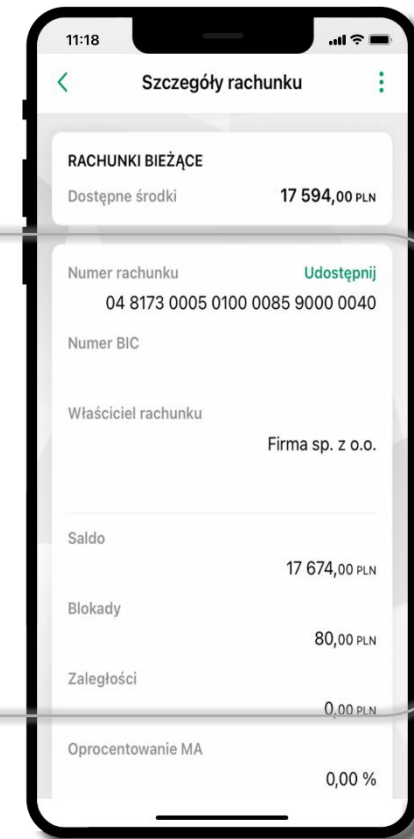 11:18
Szczegóły rachunku
RACHUNKI BIEŻĄCE
Dostępne środki 17 594,00 PLN
Numer rachunku Udostępnij
04 8173 0005 0100 0085 9000 0040
Numer BIC
Właściciel rachunku
Firma sp. z o.o.
Saldo
17 674,00 PLN
Blokady
80,00 PLN
Zaległości
0,00 PLN
Oprocentowanie MA
0,00 %